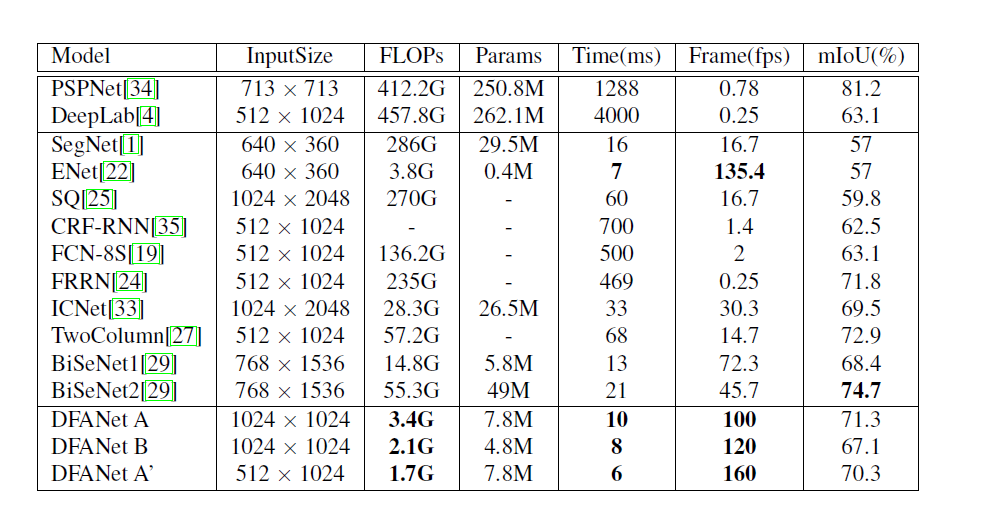 Model InputSize FLOPs Params Time(ms) Frame(fps) mIoU(%)
PSPNet[34] 713 × 713 412.2G 250.8M 1288 0.78 81.2
DeepLab[4] 512 × 1024 457.8G 262.1M 4000 0.25 63.1
SegNet[1] 640 × 360 286G 29.5M 16 16.7 57
ENet[22] 640 × 360 3.8G 0.4M 7 135.4 57
SQ[25] 1024 × 2048 270G - 60 16.7 59.8
CRF-RNN[35] 512 × 1024 - - 700 1.4 62.5
FCN-8S[19] 512 × 1024 136.2G - 500 2 63.1
FRRN[24] 512 × 1024 235G - 469 0.25 71.8
ICNet[33] 1024 × 2048 28.3G 26.5M 33 30.3 69.5
TwoColumn[27] 512 × 1024 57.2G - 68 14.7 72.9
BiSeNet1[29] 768 × 1536 14.8G 5.8M 13 72.3 68.4
BiSeNet2[29] 768 × 1536 55.3G 49M 21 45.7 74.7
DFANet A 1024 × 1024 3.4G 7.8M 10 100 71.3
DFANet B 1024 × 1024 2.1G 4.8M 8 120 67.1
DFANet A’ 512 × 1024 1.7G 7.8M 6 160 70.3